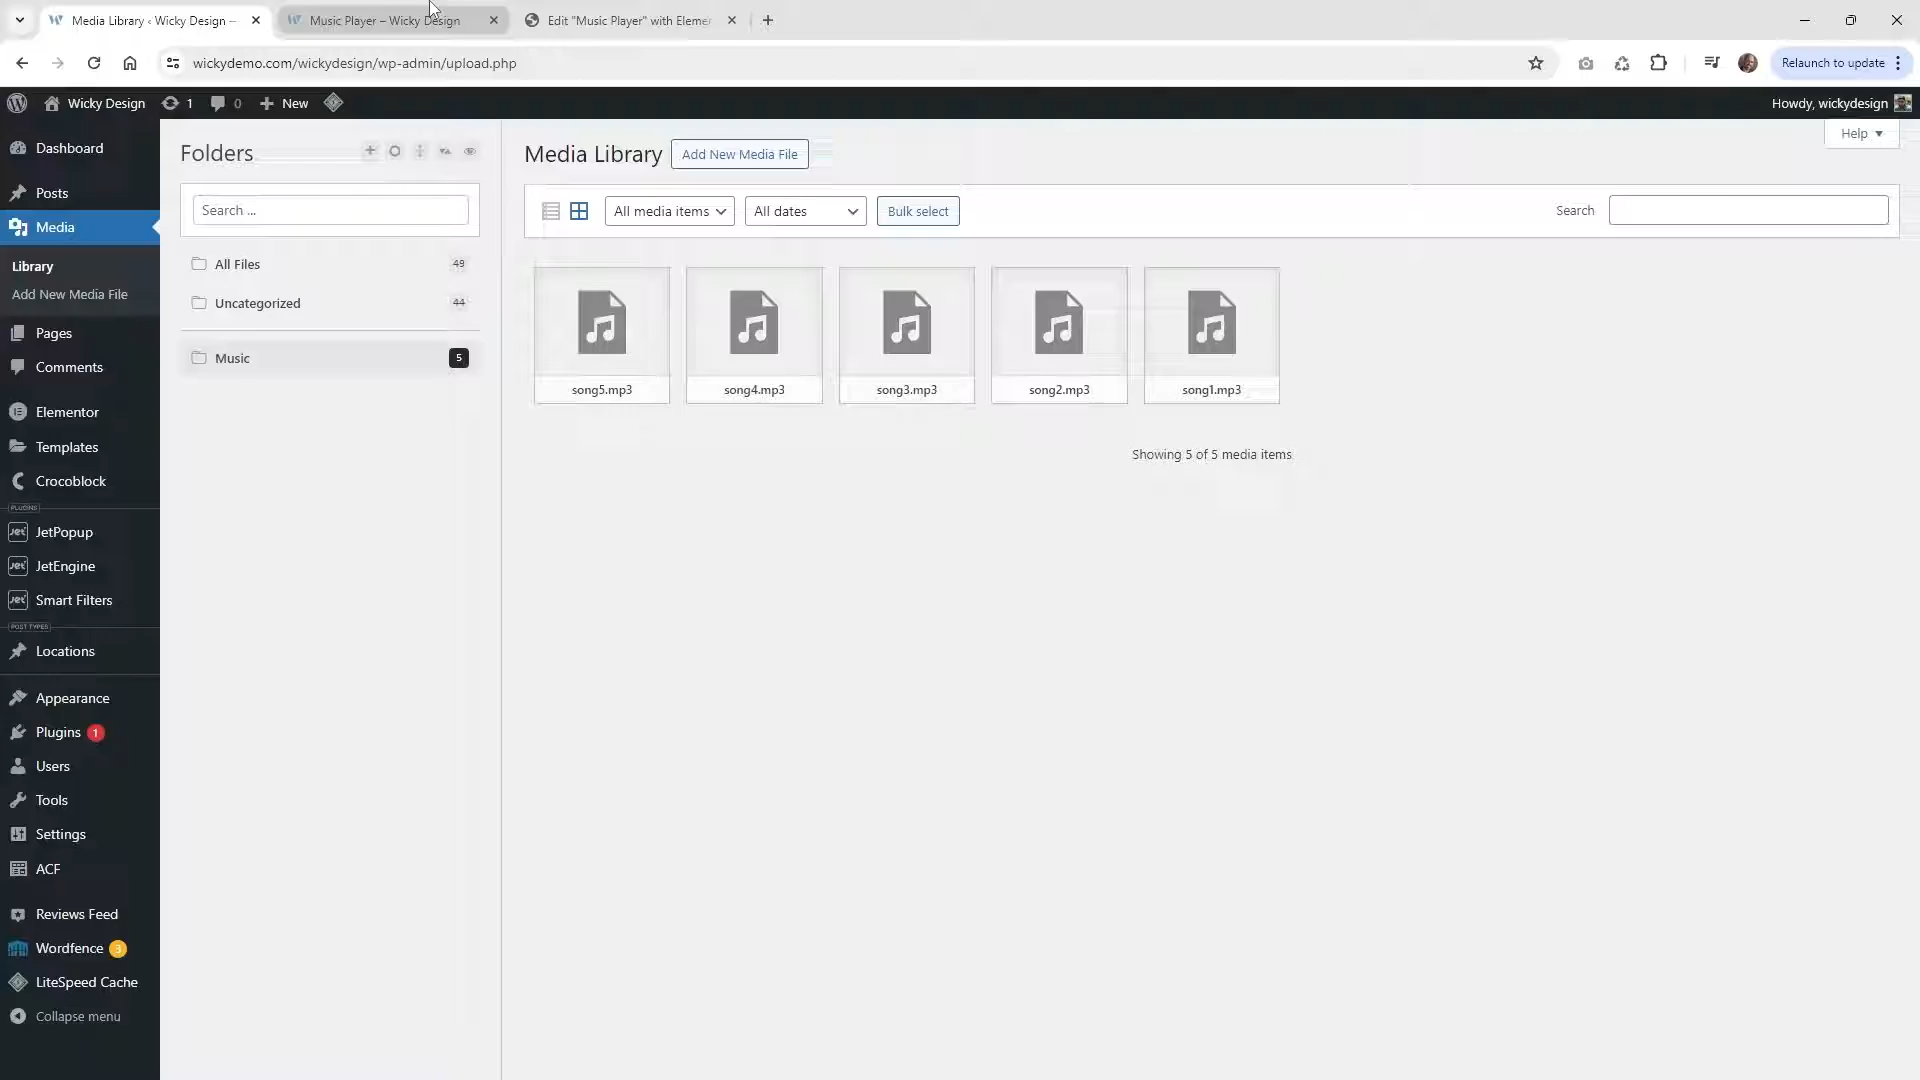 Media Library ‹ Wicky Design —
Music Player – Wicky Design
Edit "Music Player" with Elemen
wickydemo.com/wickydesign/wp-admin/upload.php
Relaunch to update
Wicky Design
1
0
New
Howdy, wickydesign
Help
Dashboard
Posts
Media
Library
Add New Media File
Pages
Comments
Elementor
Templates
Crocoblock
PLUGINS
JetPopup
JetEngine
Smart Filters
POST TYPES
Locations
Appearance
Plugins 1
Users
Tools
Settings
ACF
Reviews Feed
Wordfence 3
LiteSpeed Cache
Collapse menu
Folders
Search ...
All Files 49
Uncategorized 44
Music 5
Media Library
Add New Media File
All media items
All dates
Bulk select
Search
song5.mp3
song4.mp3
song3.mp3
song2.mp3
song1.mp3
Showing 5 of 5 media items